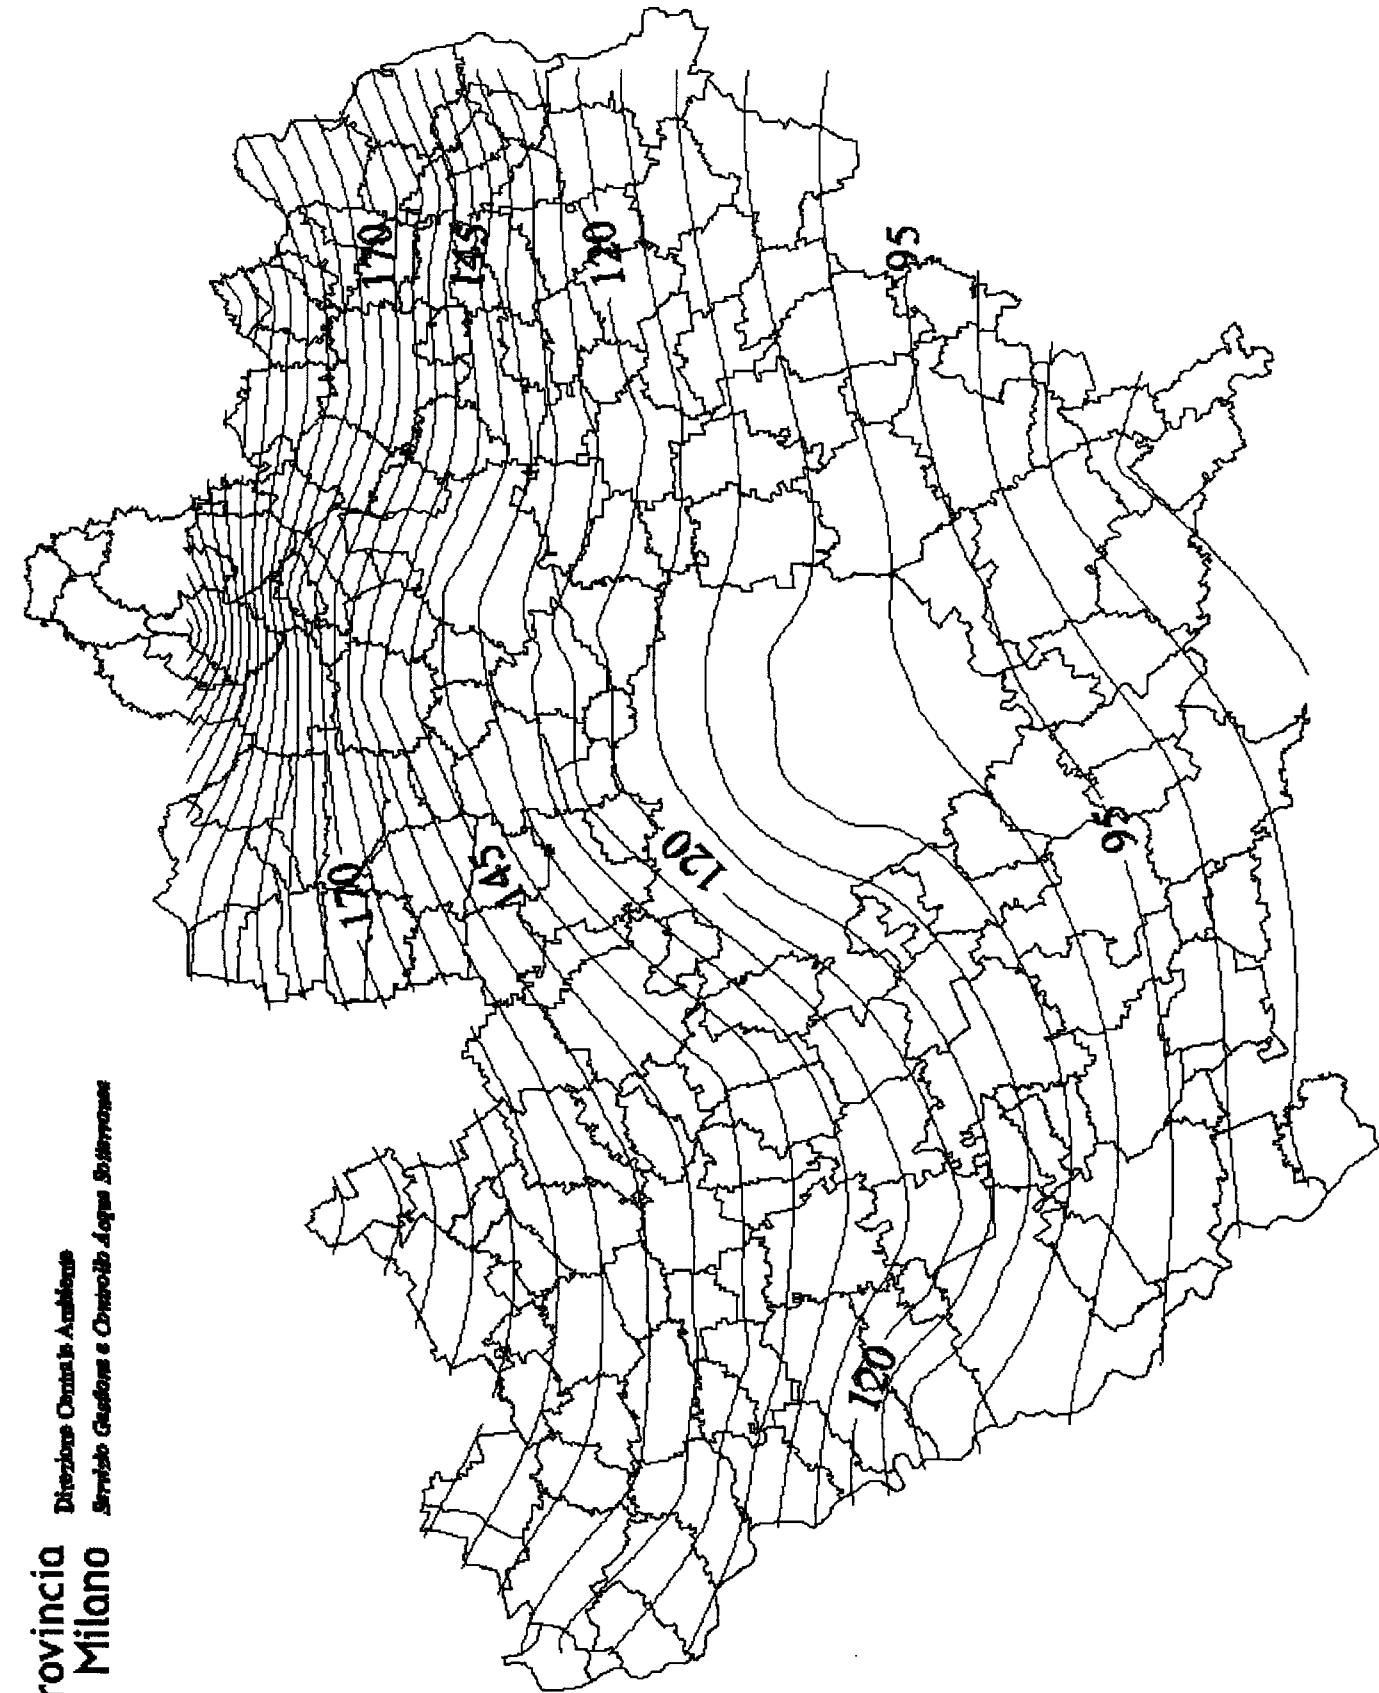 rovincia
Milano
Direzione Centrale Ambiente
Servizio Gestione e Controllo Acque Sotterranee
170
145
120
95
170
145
120
95
120